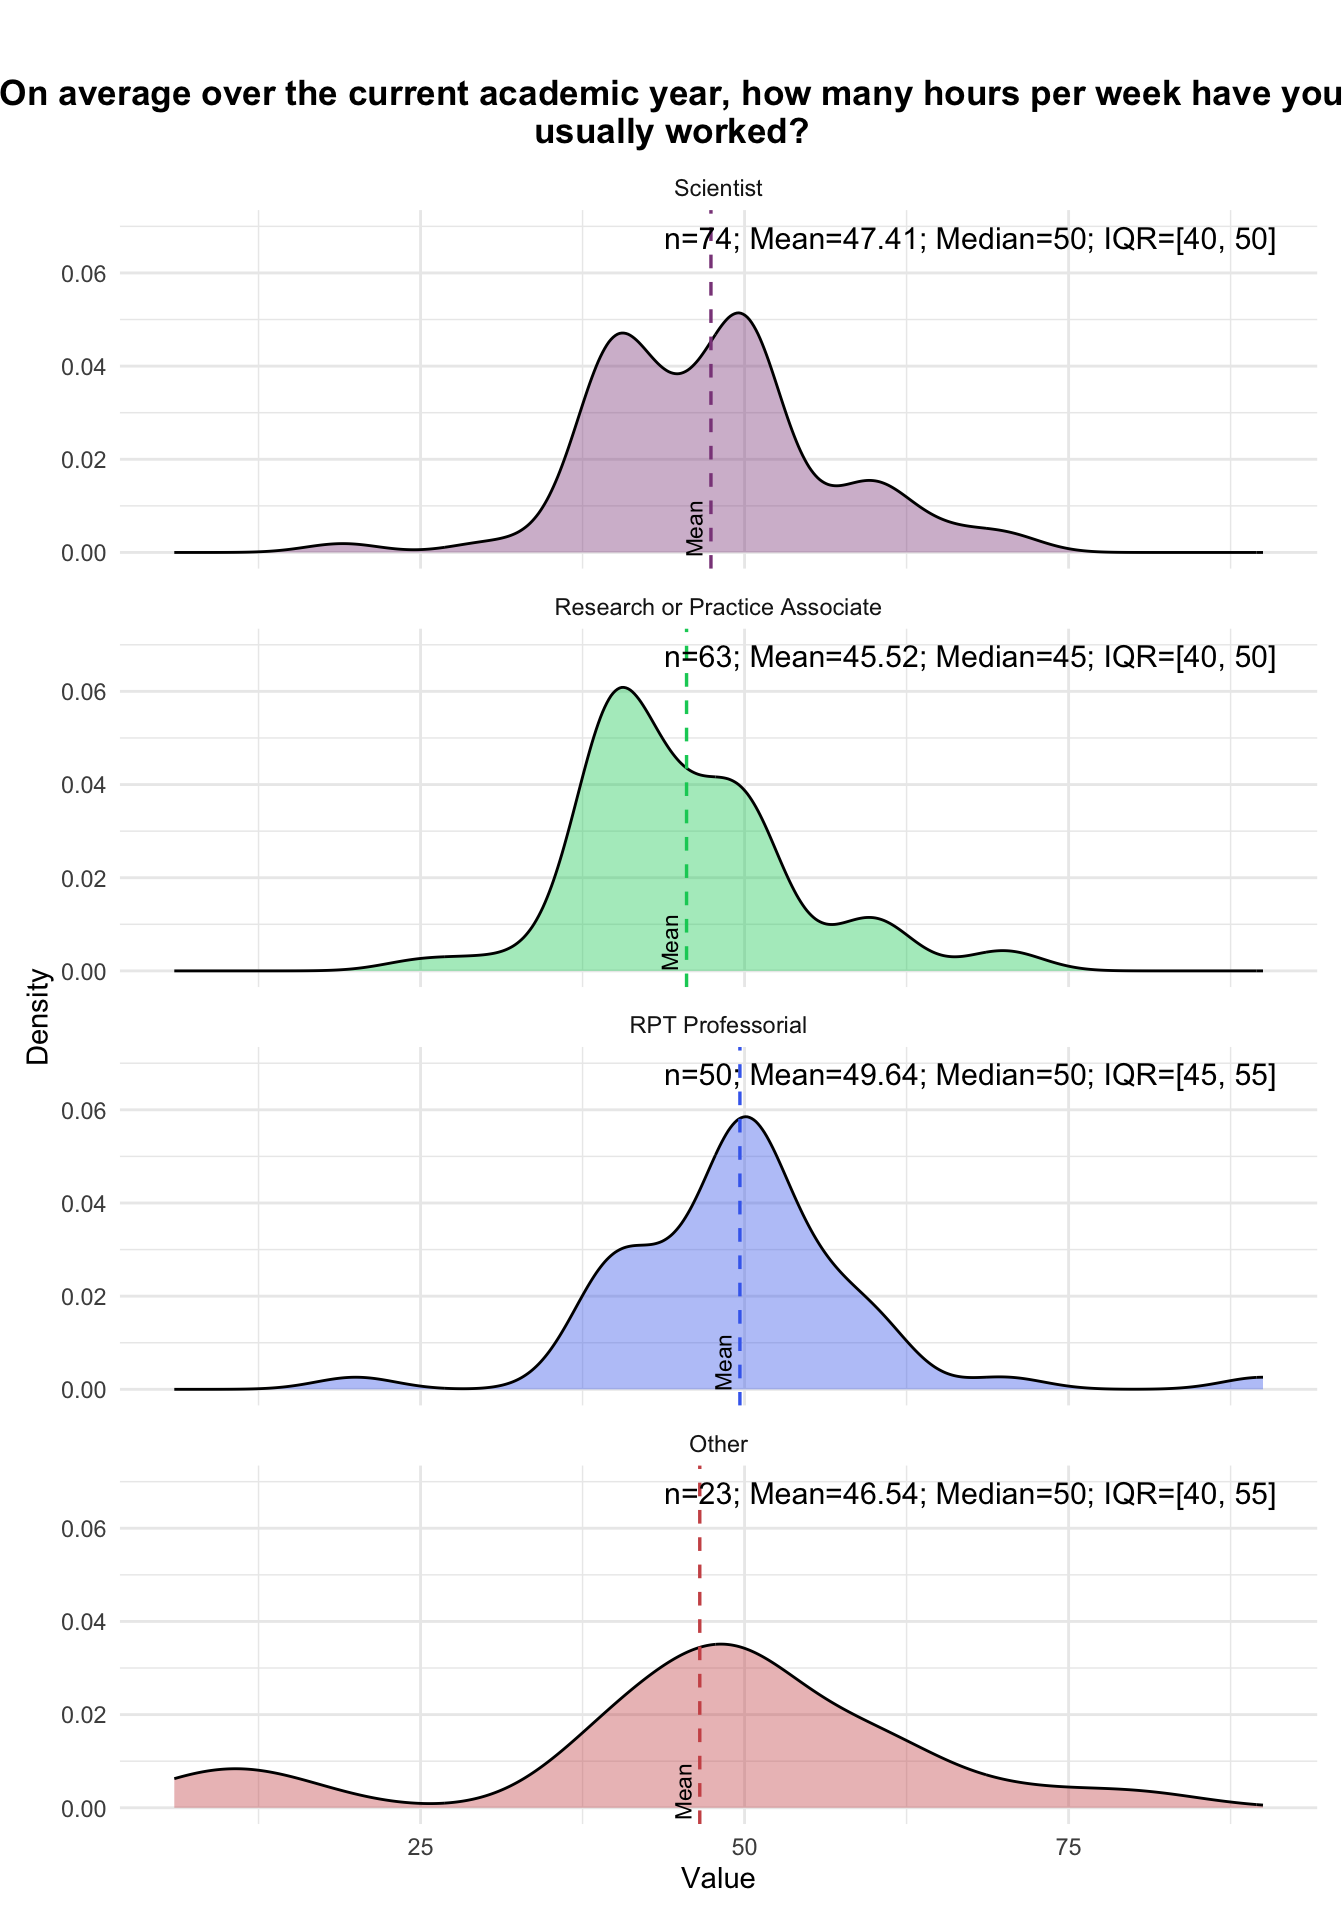 On average over the current academic year, how many hours per week have you
usually worked?
Scientist
n=74; Mean=47.41; Median=50; IQR=[40, 50]
0.06
0.04
0.02
0.00
Mean
Research or Practice Associate
n=63; Mean=45.52; Median=45; IQR=[40, 50]
0.06
0.04
0.02
0.00
Mean
Density
RPT Professorial
n=50; Mean=49.64; Median=50; IQR=[45, 55]
0.06
0.04
0.02
0.00
Mean
Other
n=23; Mean=46.54; Median=50; IQR=[40, 55]
0.06
0.04
0.02
0.00
Mean
25 50 75
Value